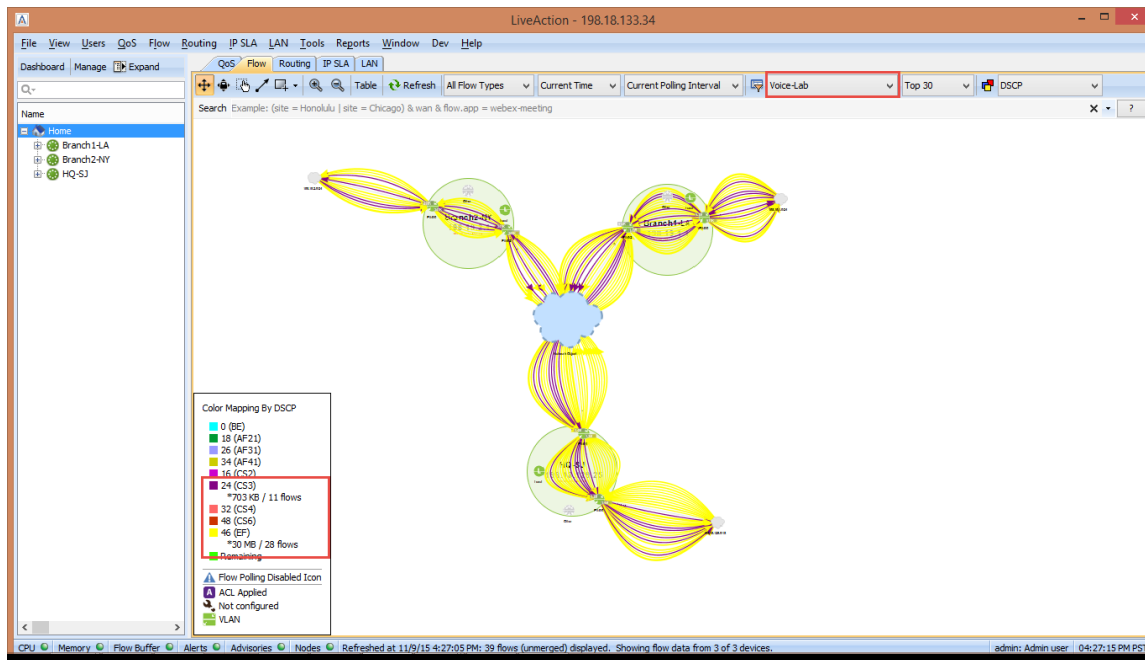 LiveAction - 198.18.133.34
File View Users QoS Flow Routing IP SLA LAN Tools Reports Window Dev Help
Dashboard Manage Expand
QoS Flow Routing IP SLA LAN
Table Refresh All Flow Types Current Time Current Polling Interval Voice-Lab Top 30 DSCP
Search Example: (site = Honolulu | site = Chicago) & wan & flow.app = webex-meeting
?
Name
Home
Branch1-LA
Branch2-NY
HQ-SJ
Branch2-NY
Branch1-LA
HQ-SJ
Color Mapping By DSCP
0 (BE)
18 (AF21)
26 (AF31)
34 (AF41)
16 (CS2)
24 (CS3)
*703 KB / 11 flows
32 (CS4)
48 (CS6)
46 (EF)
*30 MB / 28 flows
Remaining
Flow Polling Disabled Icon
A ACL Applied
Not configured
VLAN
CPU Memory Flow Buffer Alerts Advisories Nodes Refreshed at 11/9/15 4:27:05 PM: 39 flows (unmerged) displayed. Showing flow data from 3 of 3 devices. admin: Admin user 04:27:15 PM PST